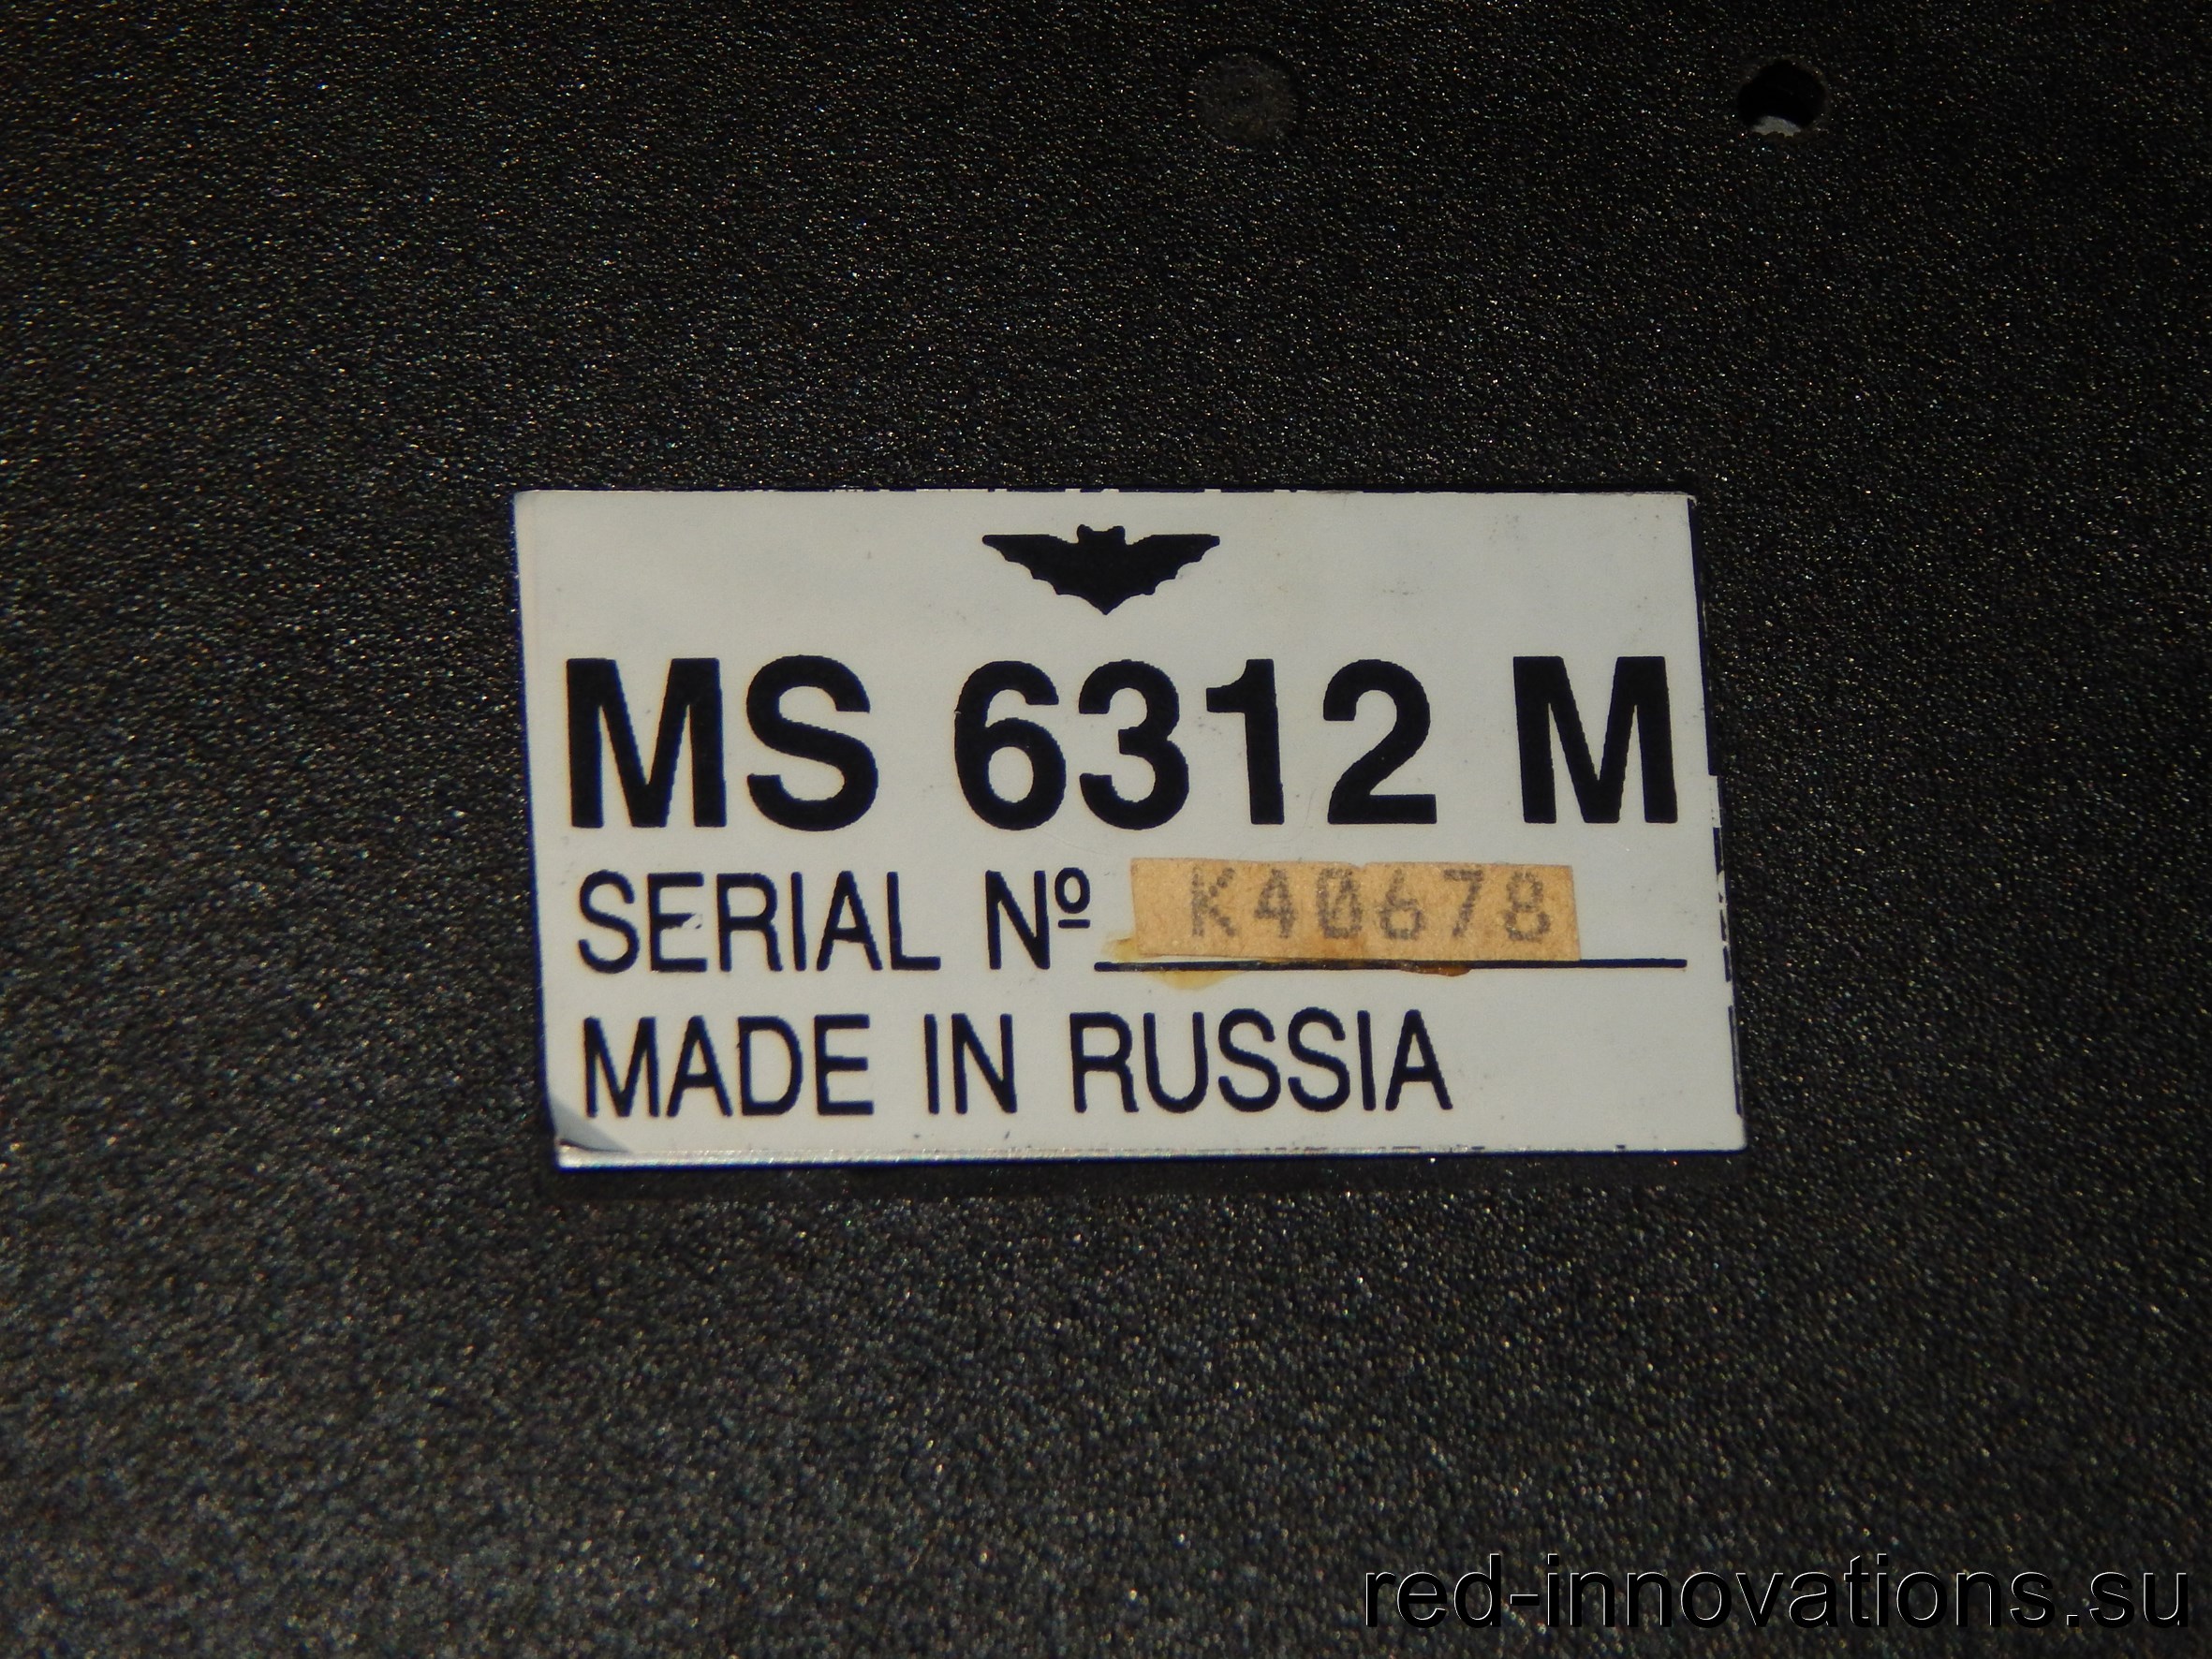 MS 6312 M
SERIAL Nº K40678
MADE IN RUSSIA
red-innovations.su